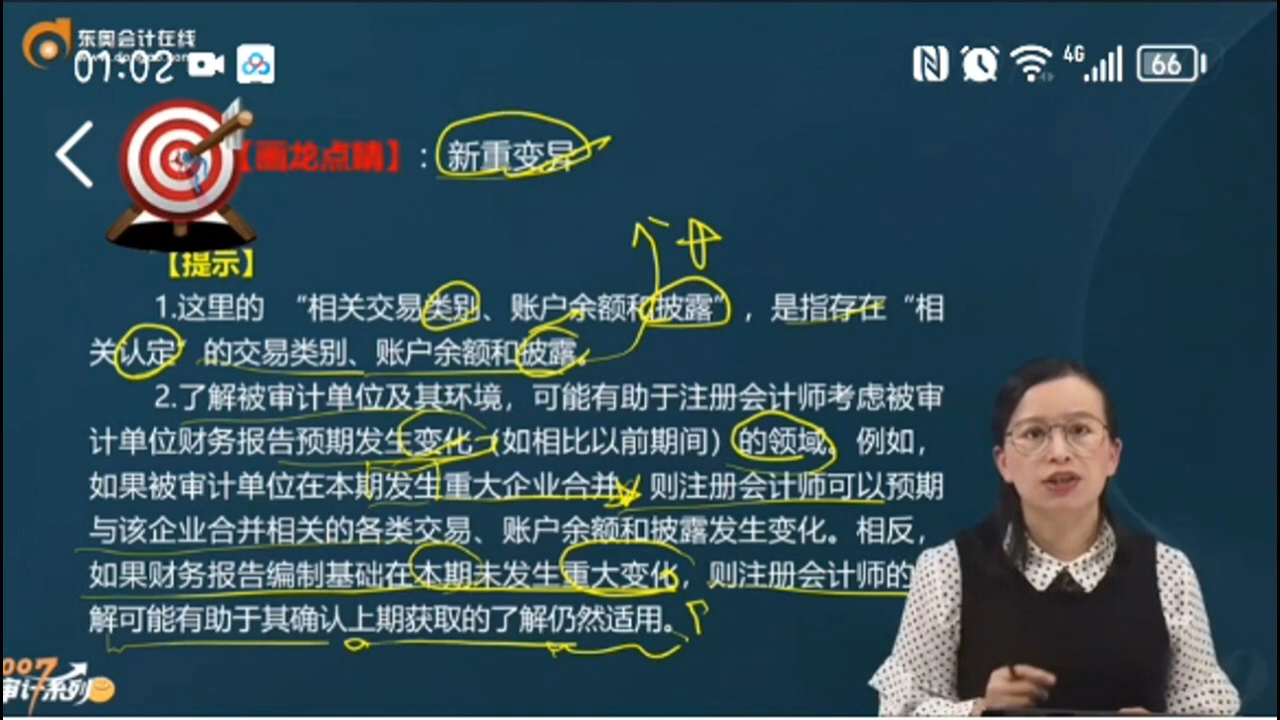 东奥会计在线
01:02
4G
66
【画龙点睛】：新重变异
【提示】
1.这里的“相关交易类别、账户余额和披露”，是指存在“相
关认定”的交易类别、账户余额和披露。
2.了解被审计单位及其环境，可能有助于注册会计师考虑被审
计单位财务报告预期发生变化（如相比以前期间）的领域。例如，
如果被审计单位在本期发生重大企业合并，则注册会计师可以预期
与该企业合并相关的各类交易、账户余额和披露发生变化。相反，
如果财务报告编制基础在本期未发生重大变化，则注册会计师的
解可能有助于其确认上期获取的了解仍然适用。
007
审计系列